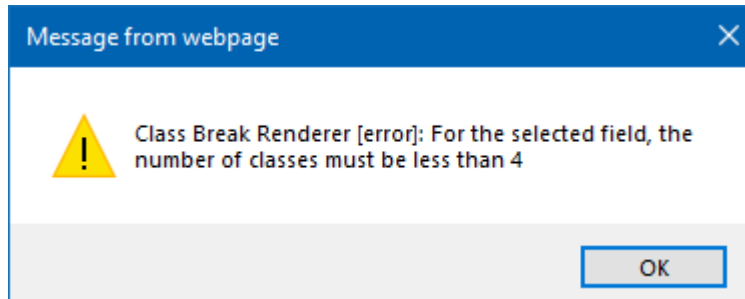 Message from webpage
Class Break Renderer [error]: For the selected field, the
number of classes must be less than 4
OK